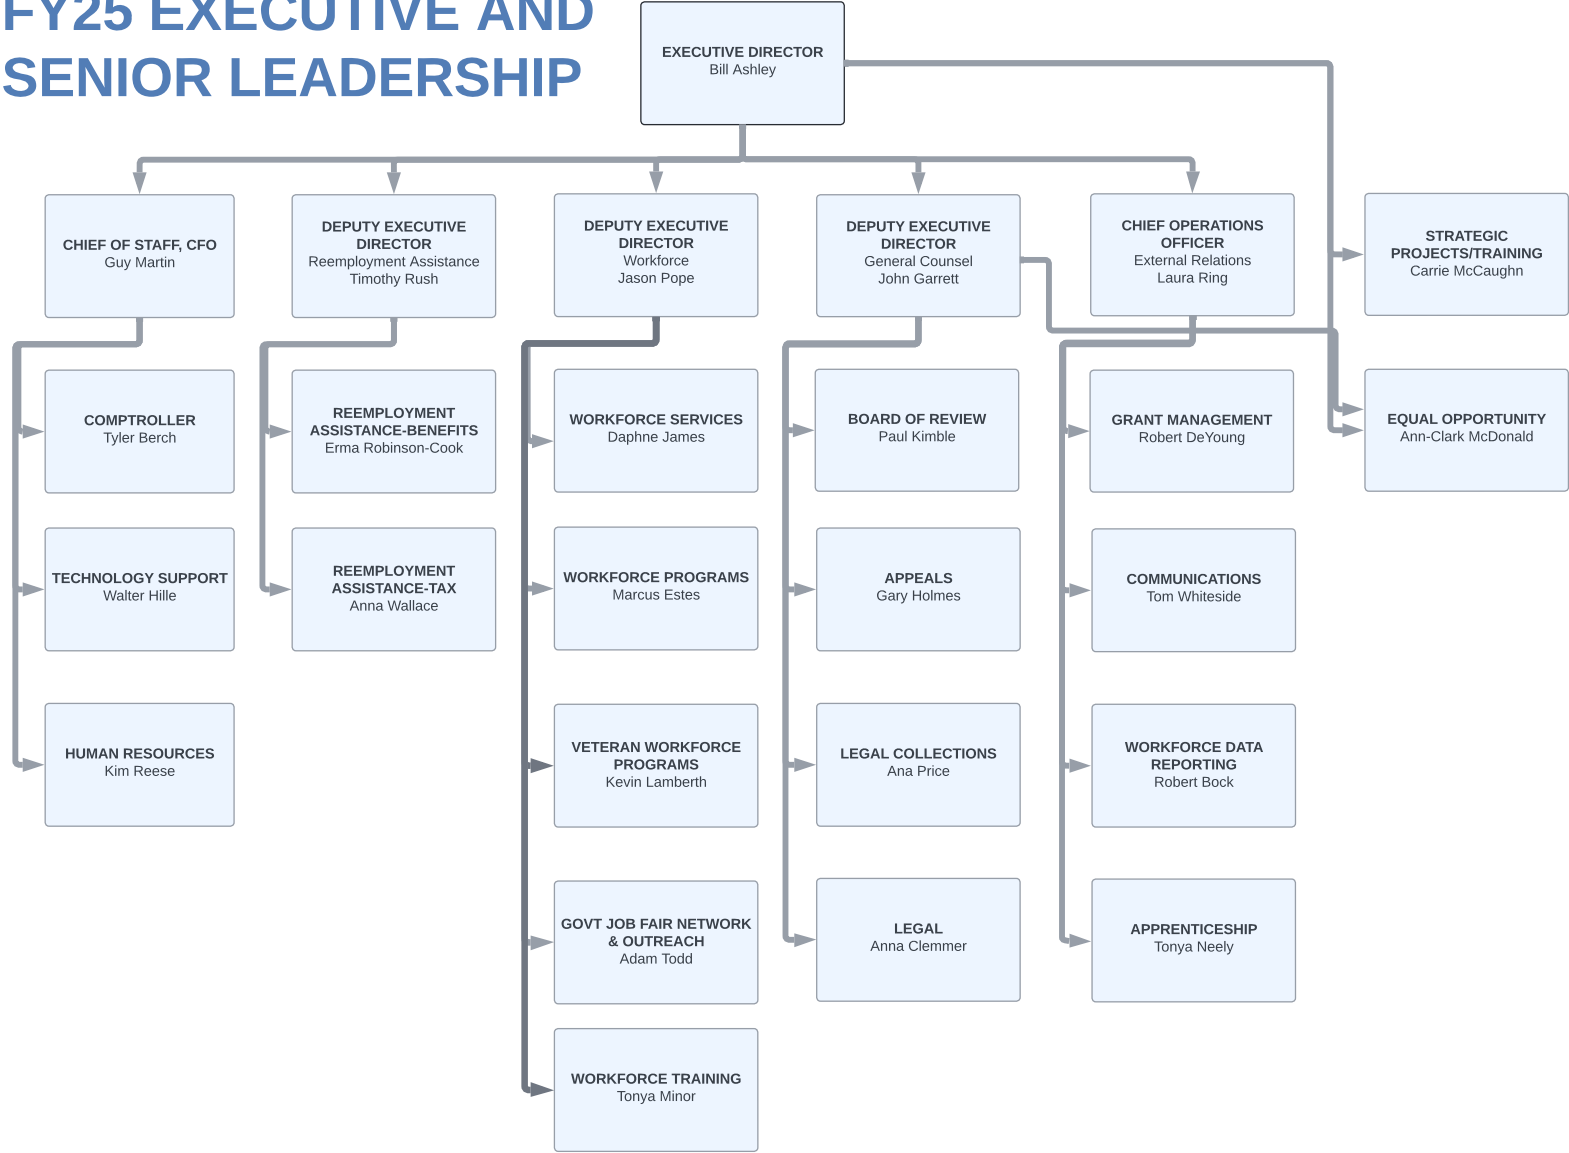 FY25 EXECUTIVE AND
SENIOR LEADERSHIP
EXECUTIVE DIRECTOR
Bill Ashley
CHIEF OF STAFF, CFO
Guy Martin
DEPUTY EXECUTIVE
DIRECTOR
Reemployment Assistance
Timothy Rush
DEPUTY EXECUTIVE
DIRECTOR
Workforce
Jason Pope
DEPUTY EXECUTIVE
DIRECTOR
General Counsel
John Garrett
CHIEF OPERATIONS
OFFICER
External Relations
Laura Ring
STRATEGIC
PROJECTS/TRAINING
Carrie McCaughn
COMPTROLLER
Tyler Berch
REEMPLOYMENT
ASSISTANCE-BENEFITS
Erma Robinson-Cook
WORKFORCE SERVICES
Daphne James
BOARD OF REVIEW
Paul Kimble
GRANT MANAGEMENT
Robert DeYoung
EQUAL OPPORTUNITY
Ann-Clark McDonald
TECHNOLOGY SUPPORT
Walter Hille
REEMPLOYMENT
ASSISTANCE-TAX
Anna Wallace
WORKFORCE PROGRAMS
Marcus Estes
APPEALS
Gary Holmes
COMMUNICATIONS
Tom Whiteside
HUMAN RESOURCES
Kim Reese
VETERAN WORKFORCE
PROGRAMS
Kevin Lamberth
LEGAL COLLECTIONS
Ana Price
WORKFORCE DATA
REPORTING
Robert Bock
GOVT JOB FAIR NETWORK
& OUTREACH
Adam Todd
LEGAL
Anna Clemmer
APPRENTICESHIP
Tonya Neely
WORKFORCE TRAINING
Tonya Minor